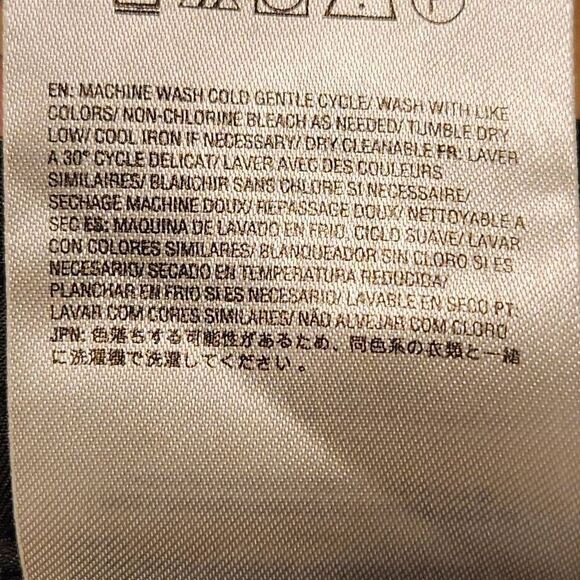 EN: MACHINE WASH COLD GENTLE CYCLE/ WASH WITH LIKE
COLORS/ NON-CHLORINE BLEACH AS NEEDED/ TUMBLE DRY
LOW/ COOL IRON IF NECESSARY/ DRY CLEANABLE FR: LAVER
A 30° CYCLE DELICAT/ LAVER AVEC DES COULEURS
SIMILAIRES/ BLANCHIR SANS CHLORE SI NECESSAIRE/
SECHAGE MACHINE DOUX/ REPASSAGE DOUX/ NETTOYABLE A
SEC ES: MAQUINA DE LAVADO EN FRIO, CICLO SUAVE/ LAVAR
CON COLORES SIMILARES/ BLANQUEADOR SIN CLORO SI ES
NECESARIO/ SECADO EN TEMPERATURA REDUCIDA/
PLANCHAR EN FRIO SI ES NECESARIO/ LAVABLE EN SECO PT:
LAVAR COM CORES SIMILARES/ NÃO ALVEJAR COM CLORO
JPN: 色落ちする可能性があるため、同色系の衣類と一緒
に洗濯機で洗濯してください。